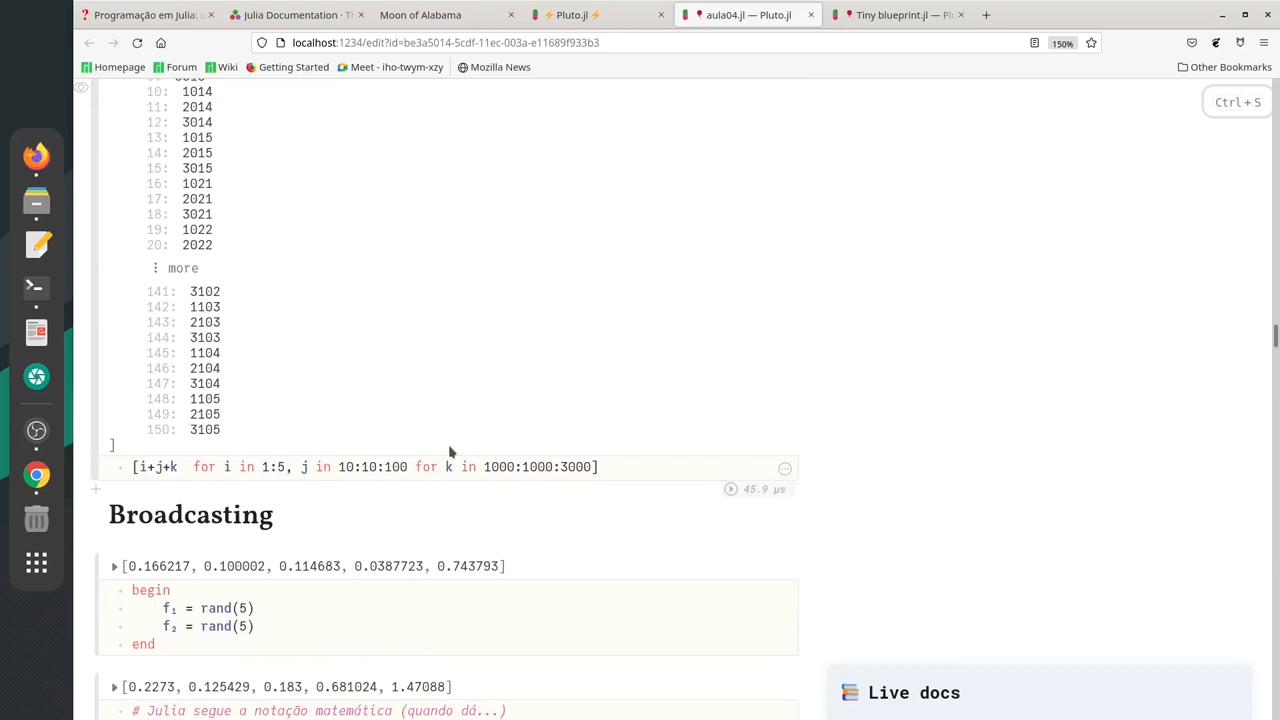 Programação em Julia: u
Julia Documentation · T
Moon of Alabama
⚡ Pluto.jl ⚡
aula04.jl — Pluto.jl
Tiny blueprint.jl — Plu
localhost:1234/edit?id=be3a5014-5cdf-11ec-003a-e11689f933b3
150%
Homepage
Forum
Wiki
Getting Started
Meet - iho-twym-xzy
Mozilla News
Other Bookmarks
Ctrl + S
10: 1014
11: 2014
12: 3014
13: 1015
14: 2015
15: 3015
16: 1021
17: 2021
18: 3021
19: 1022
20: 2022
⋮ more
141: 3102
142: 1103
143: 2103
144: 3103
145: 1104
146: 2104
147: 3104
148: 1105
149: 2105
150: 3105
]
[i+j+k  for i in 1:5, j in 10:10:100 for k in 1000:1000:3000]
45.9 μs
Broadcasting
[0.166217, 0.100002, 0.114683, 0.0387723, 0.743793]
begin
f₁ = rand(5)
f₂ = rand(5)
end
[0.2273, 0.125429, 0.183, 0.681024, 1.47088]
# Julia segue a notação matemática (quando dá...)
Live docs